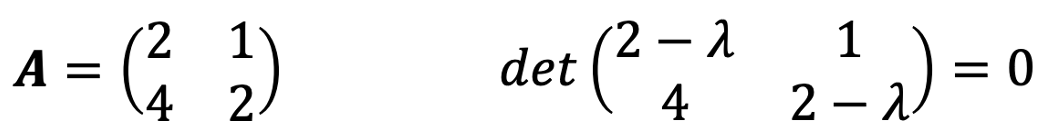 A = (2 1
4 2) det (2 − λ 1
4 2 − λ) = 0